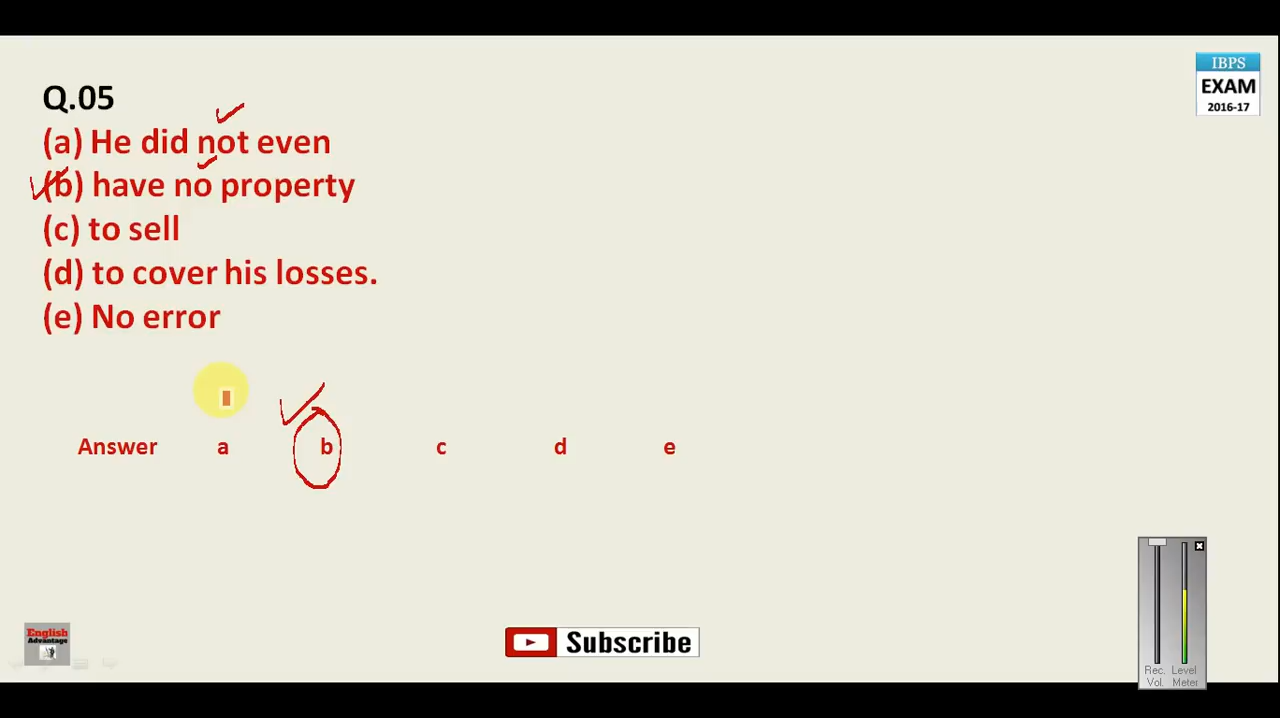 IBPS
EXAM
2016-17
Q.05
(a) He did not even
(b) have no property
(c) to sell
(d) to cover his losses.
(e) No error
Answer a b c d e
English
Advantage
Subscribe
Rec. Level
Vol. Meter